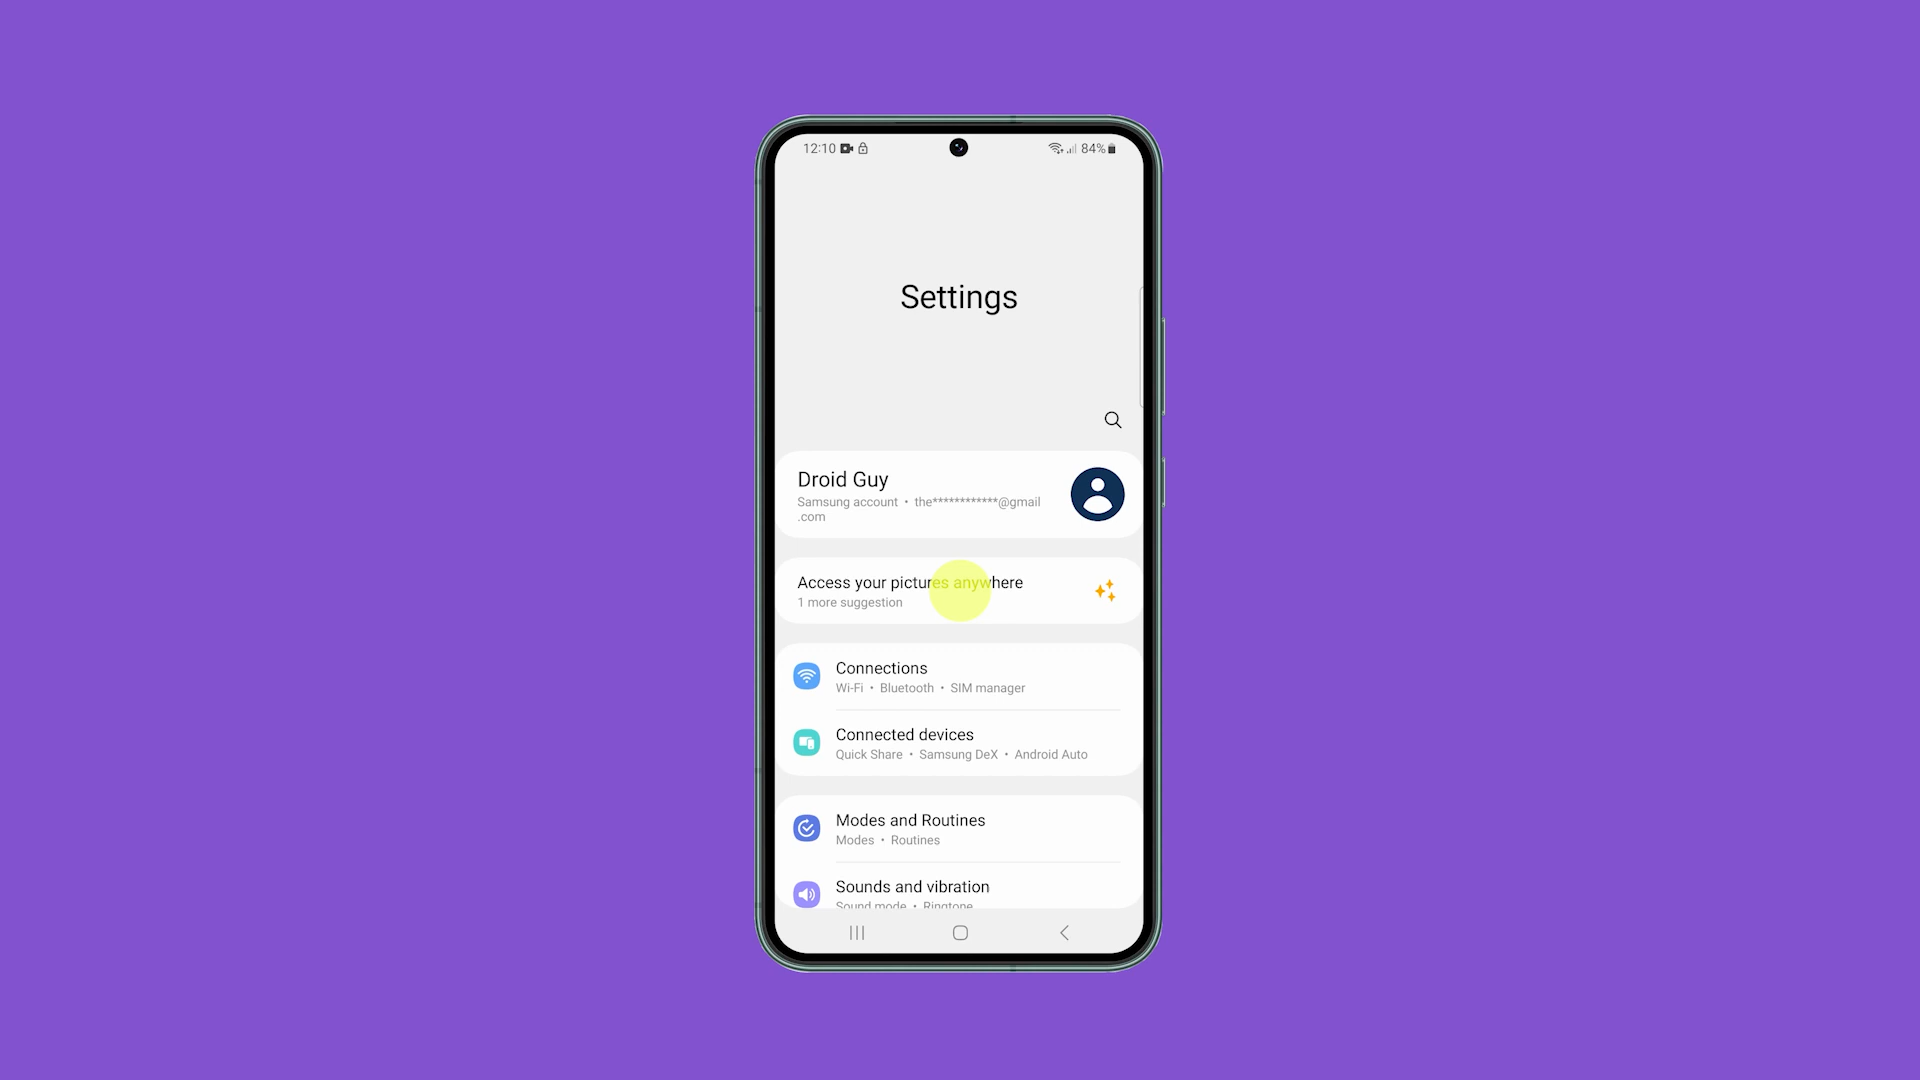 12:10 84%
Settings
Droid Guy
Samsung account • the************@gmail
.com
Access your pictures anywhere
1 more suggestion
Connections
Wi-Fi • Bluetooth • SIM manager
Connected devices
Quick Share • Samsung DeX • Android Auto
Modes and Routines
Modes • Routines
Sounds and vibration
Sound mode • Ringtone